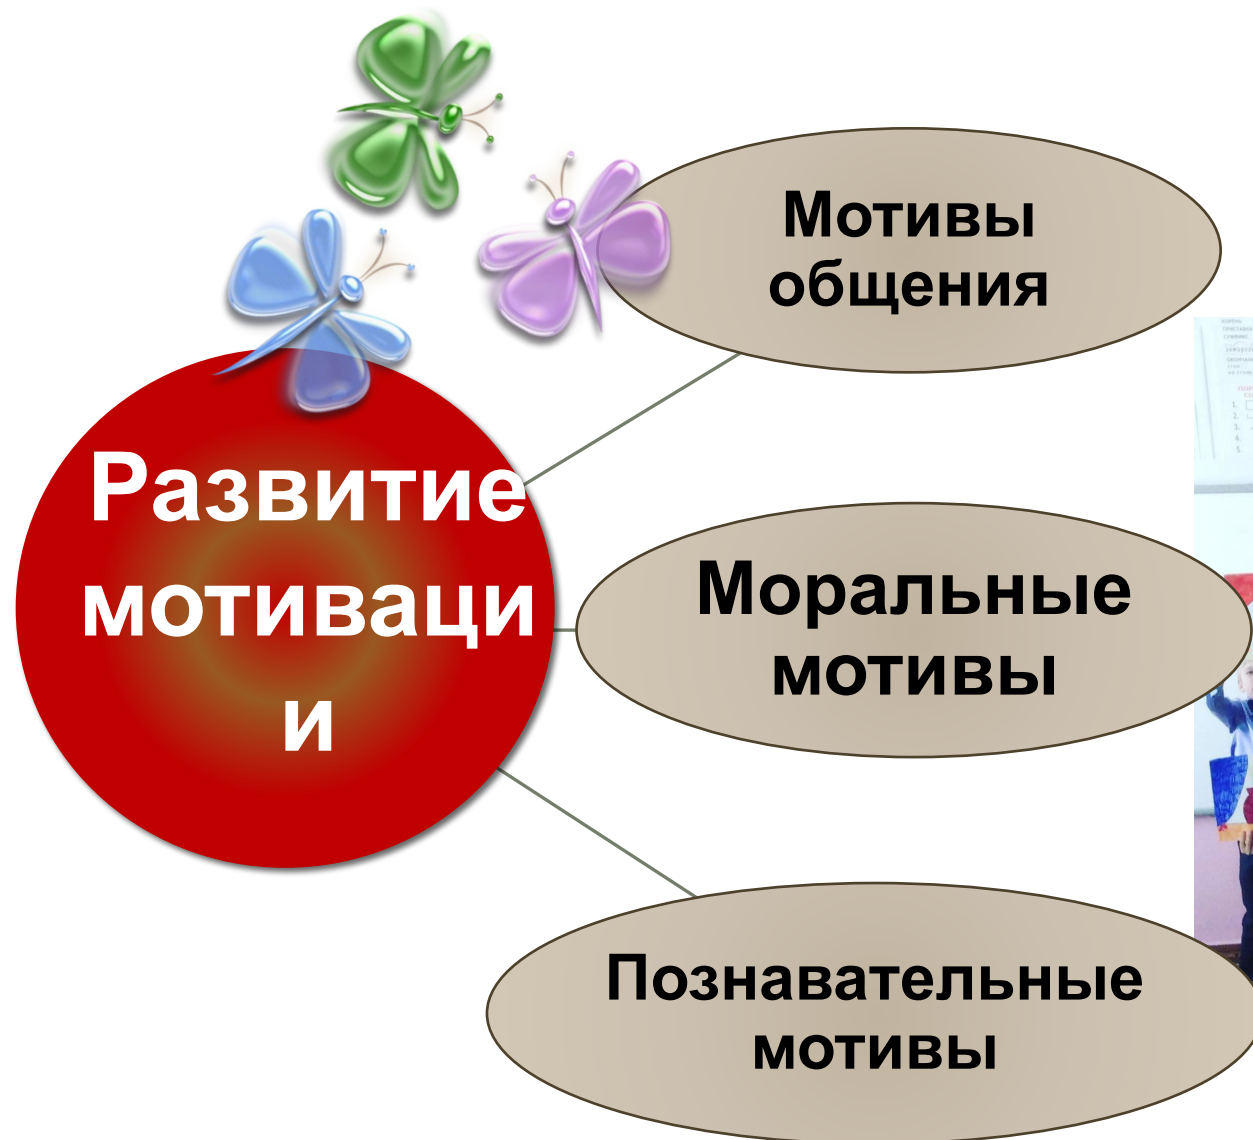 Мотивы
общения
Развитие
мотиваци
и
Моральные
мотивы
Познавательные
мотивы